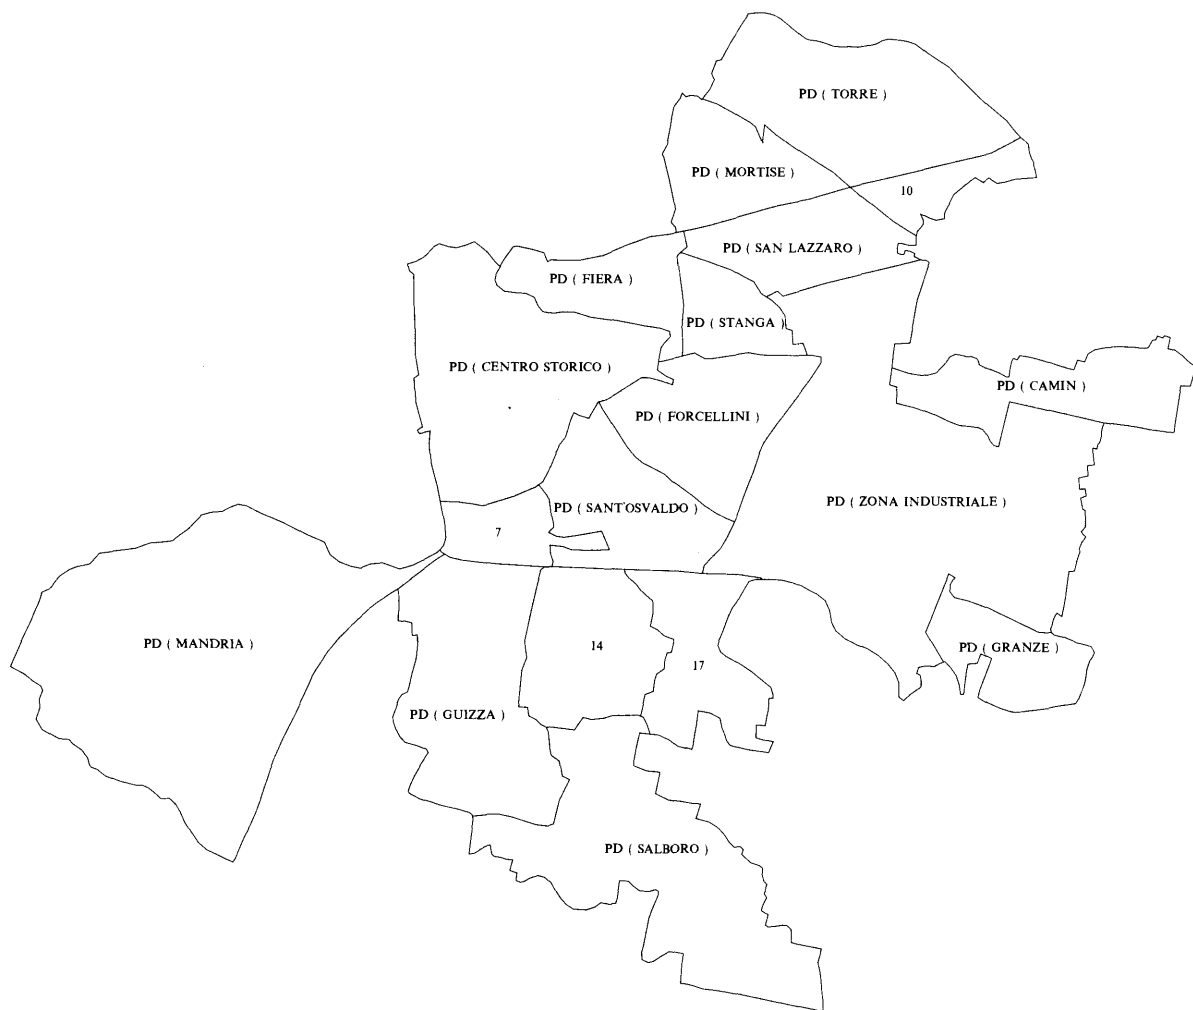 PD ( TORRE )
PD ( MORTISE )
10
PD ( SAN LAZZARO )
PD ( FIERA )
PD ( STANGA )
PD ( CENTRO STORICO )
PD ( CAMIN )
PD ( FORCELLINI )
PD ( ZONA INDUSTRIALE )
PD ( SANT'OSVALDO )
7
PD ( MANDRIA )
14
PD ( GRANZE )
17
PD ( GUIZZA )
PD ( SALBORO )